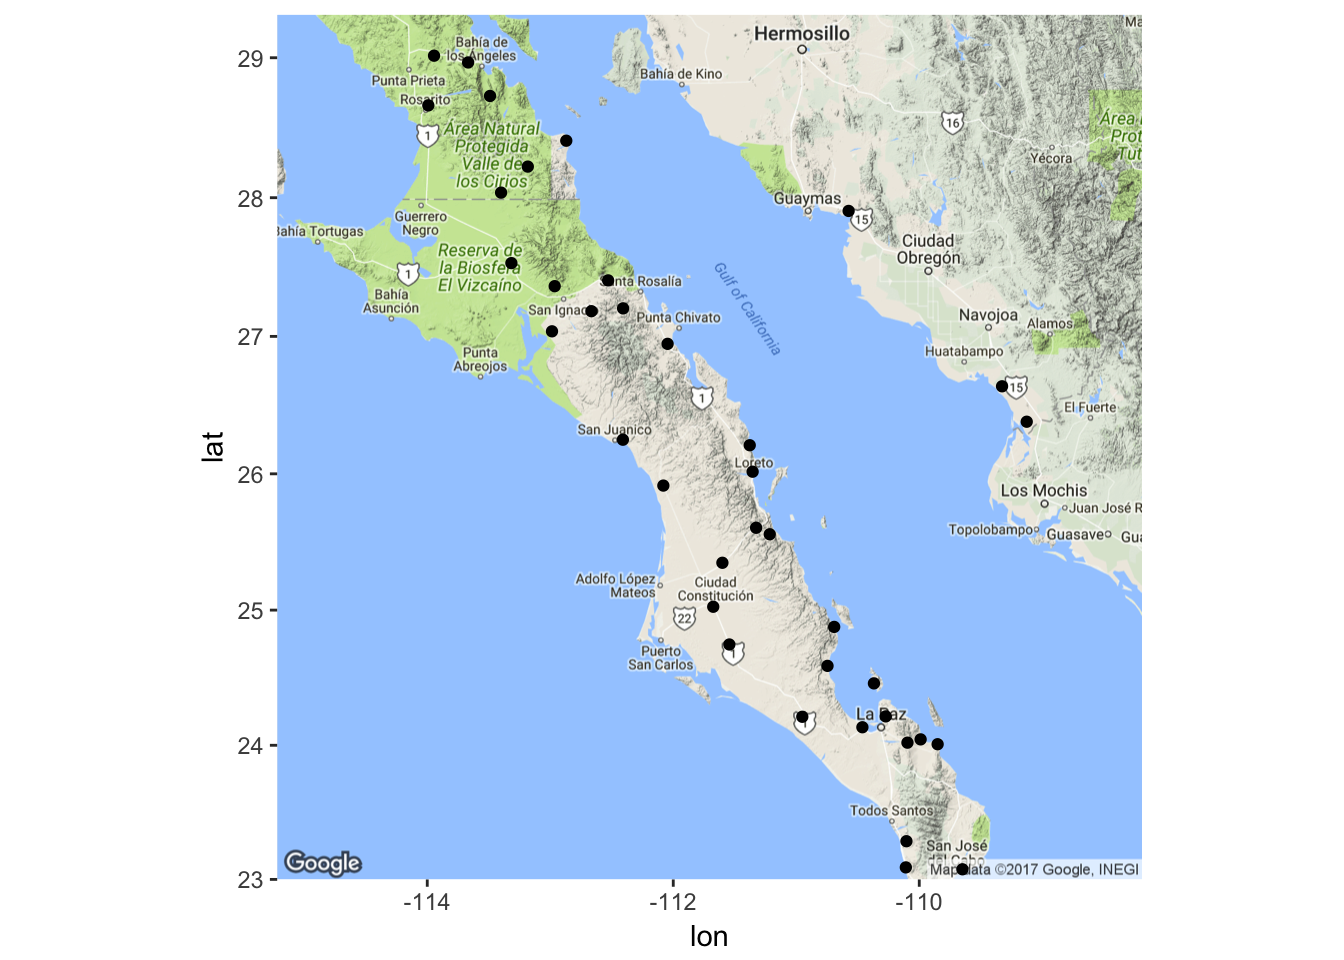 29
28
27
26
25
24
23
-114
-112
-110
lat
lon
Hermosillo
Bahía de
los Ángeles
Bahía de Kino
Punta Prieta
Rosarito
1
16
Área Natural
Protegida
Valle de
los Cirios
Área
Prot
Tut
Yécora
Guaymas
15
Guerrero
Negro
Bahía Tortugas
Ciudad
Obregón
Reserva de
la Biosfera
El Vizcaíno
1
Gulf of California
Santa Rosalía
Bahía
Asunción
San Ignac
Punta Chivato
Navojoa
Alamos
Punta
Abreojos
Huatabampo
15
1
El Fuerte
San Juanico
Loreto
Los Mochis
Juan José R
Topolobampo
Guasave
Gua
Adolfo López
Mateos
Ciudad
Constitución
22
Puerto
San Carlos
1
La Paz
1
Todos Santos
San José
del Cabo
Google
Map data ©2017 Google, INEGI
Ma